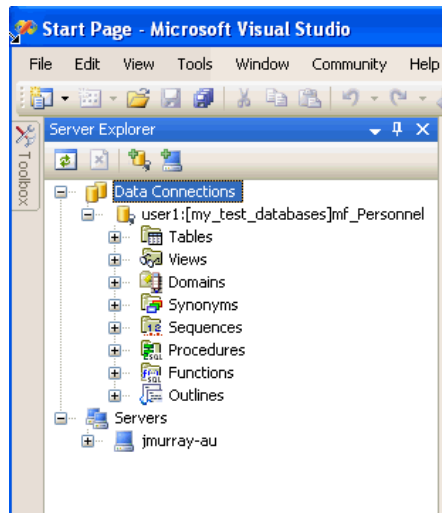 Start Page - Microsoft Visual Studio
File Edit View Tools Window Community Help
Server Explorer
Toolbox
Data Connections
user1:[my_test_databases]mf_Personnel
Tables
Views
Domains
Synonyms
Sequences
Procedures
Functions
Outlines
Servers
jmurray-au